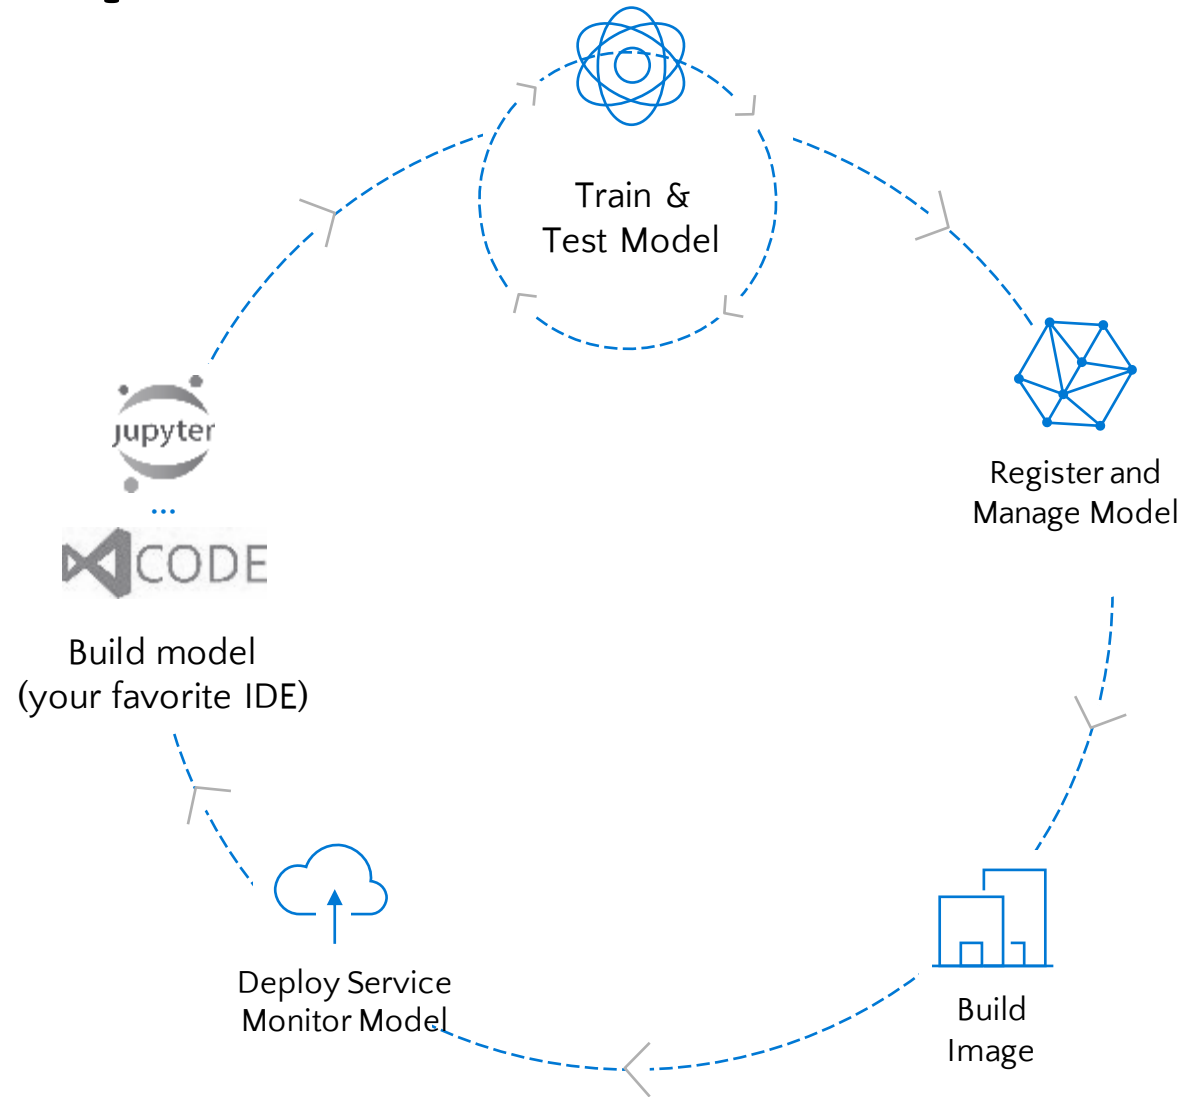 Train &
Test Model
Register and
Manage Model
jupyter
...
CODE
Build model
(your favorite IDE)
Deploy Service
Monitor Model
Build
Image